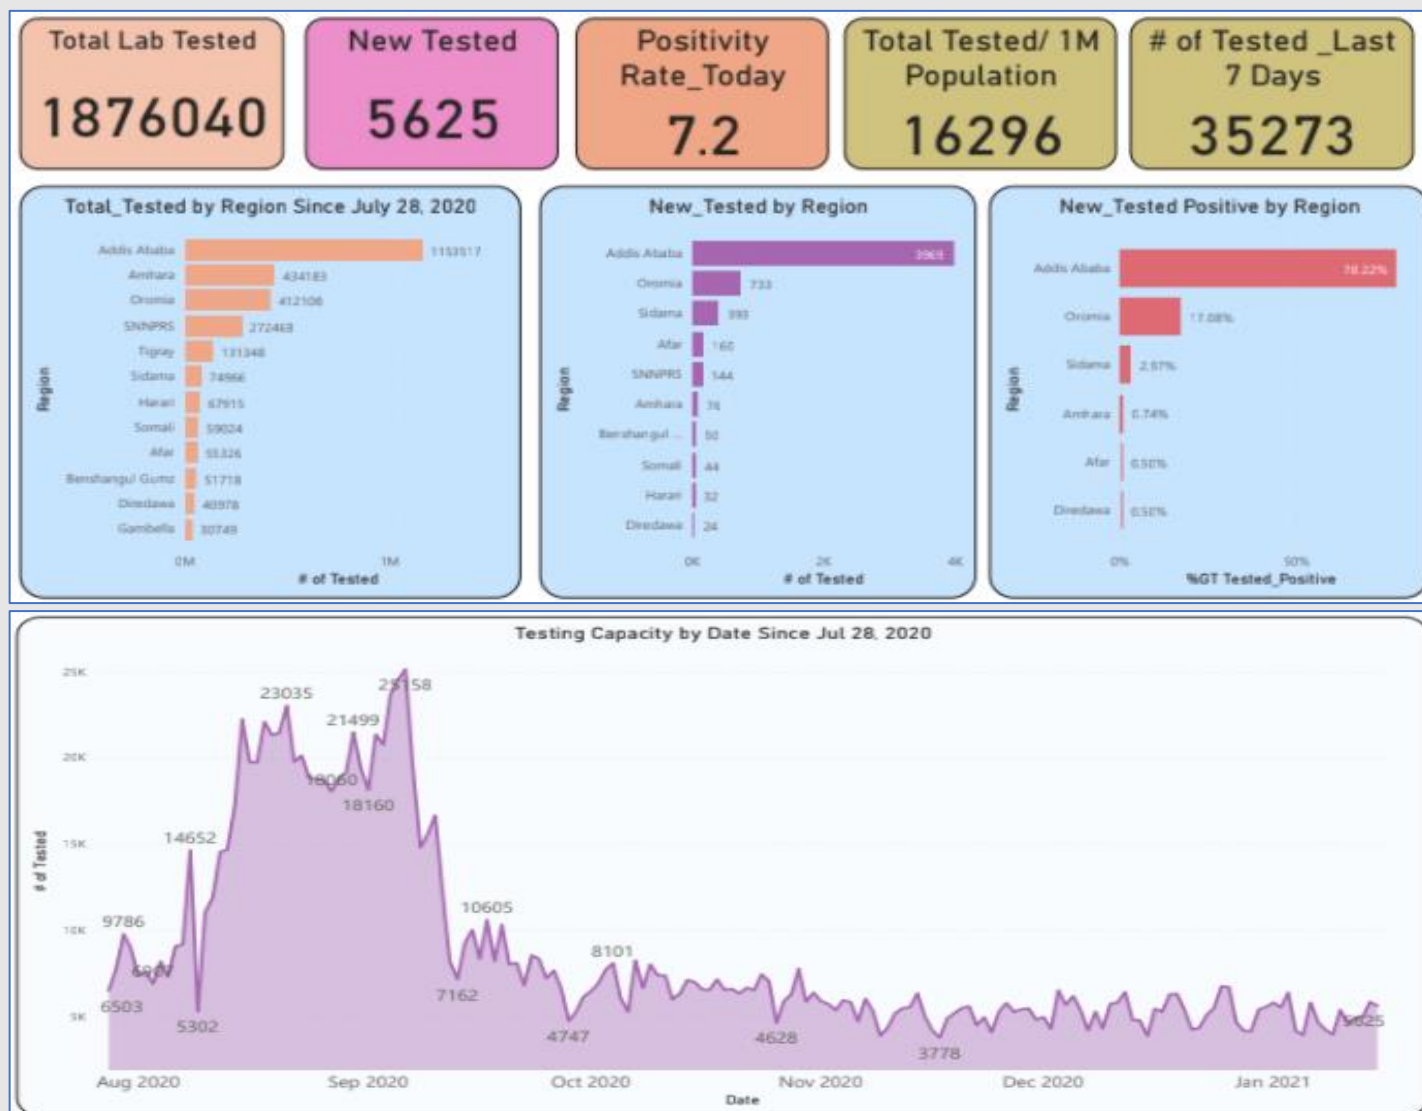 Total Lab Tested
1876040
New Tested
5625
Positivity
Rate_Today
7.2
Total Tested/ 1M
Population
16296
# of Tested _Last
7 Days
35273
Total_Tested by Region Since July 28, 2020
Region
Addis Ababa 1153517
Amhara 434183
Oromia 412108
SNNPRS 272468
Tigray 131348
Sidama 74966
Harari 67915
Somali 59024
Afar 55326
Benshangul Gumz 51718
Diredawa 40978
Gambella 30749
0M 1M
# of Tested
New_Tested by Region
Region
Addis Ababa 3969
Oromia 733
Sidama 393
Afar 160
SNNPRS 144
Amhara 76
Benshangul ... 50
Somali 44
Harari 32
Diredawa 24
0K 2K 4K
# of Tested
New_Tested Positive by Region
Region
Addis Ababa 78.22%
Oromia 17.08%
Sidama 2.97%
Amhara 0.74%
Afar 0.50%
Diredawa 0.50%
0% 50%
%GT Tested_Positive
Testing Capacity by Date Since Jul 28, 2020
# of Tested
25K
20K
15K
10K
5K
6503
9786
14652
5302
23035
18060
21499
18160
25158
7162
10605
4747
8101
4628
3778
5625
Aug 2020 Sep 2020 Oct 2020 Nov 2020 Dec 2020 Jan 2021
Date